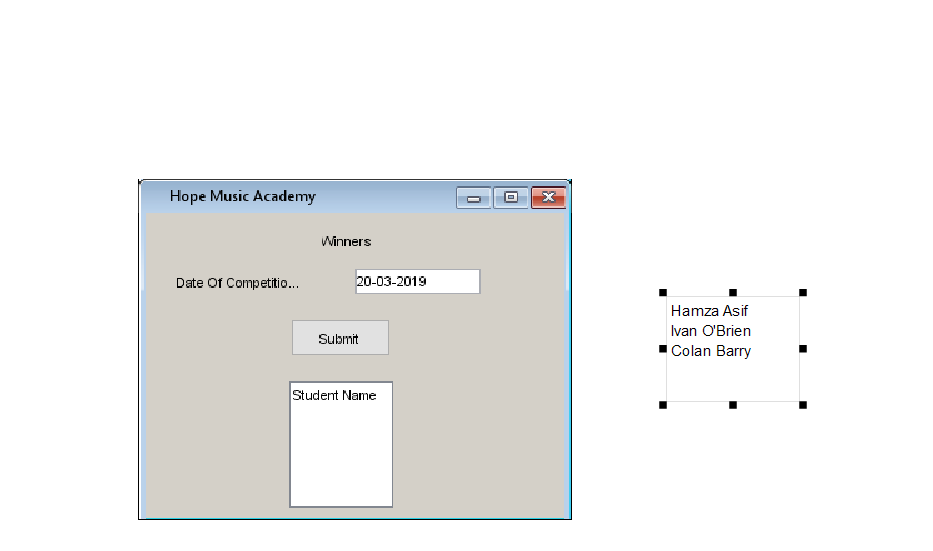 Hope Music Academy
Winners
Date Of Competitio...
20-03-2019
Submit
Student Name
Hamza Asif
Ivan O'Brien
Colan Barry